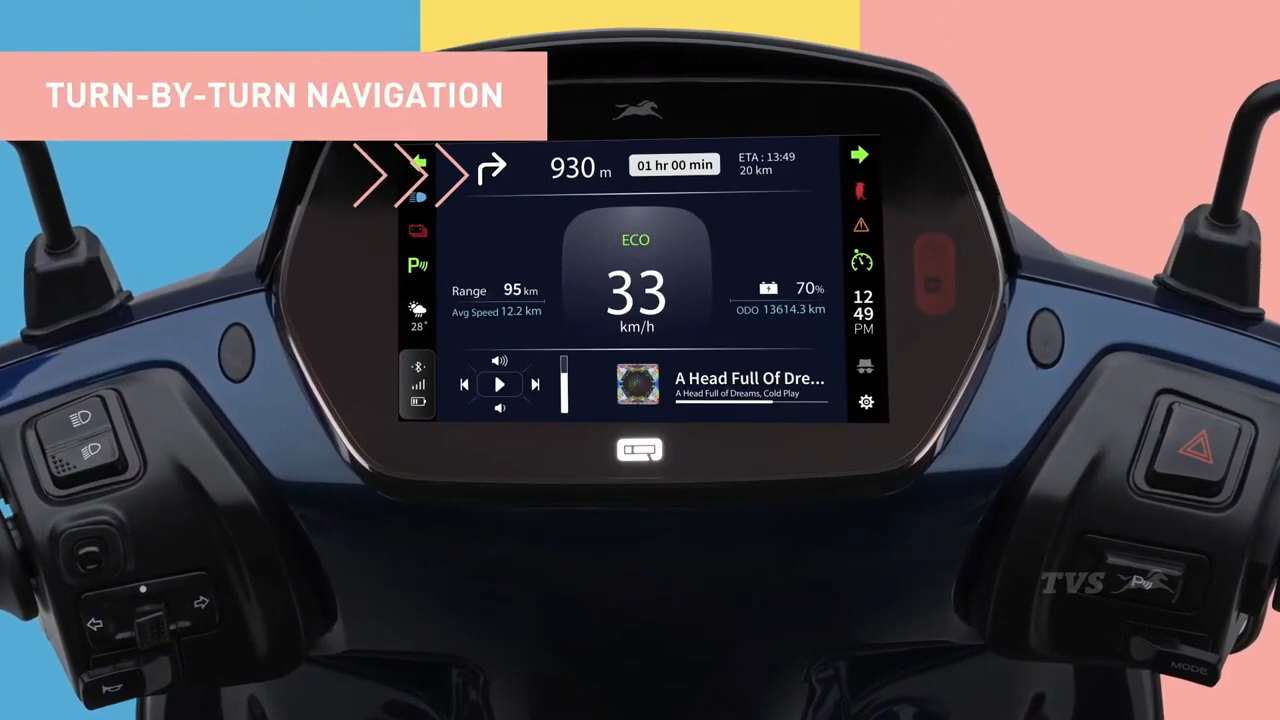 TURN-BY-TURN NAVIGATION
930 m
01 hr 00 min
ETA : 13:49
20 km
ECO
33
km/h
Range 95 km
Avg Speed 12.2 km
70%
ODO 13614.3 km
P
28°
12
49
PM
A Head Full Of Dre...
A Head Full of Dreams, Cold Play
TVS
P
MODE